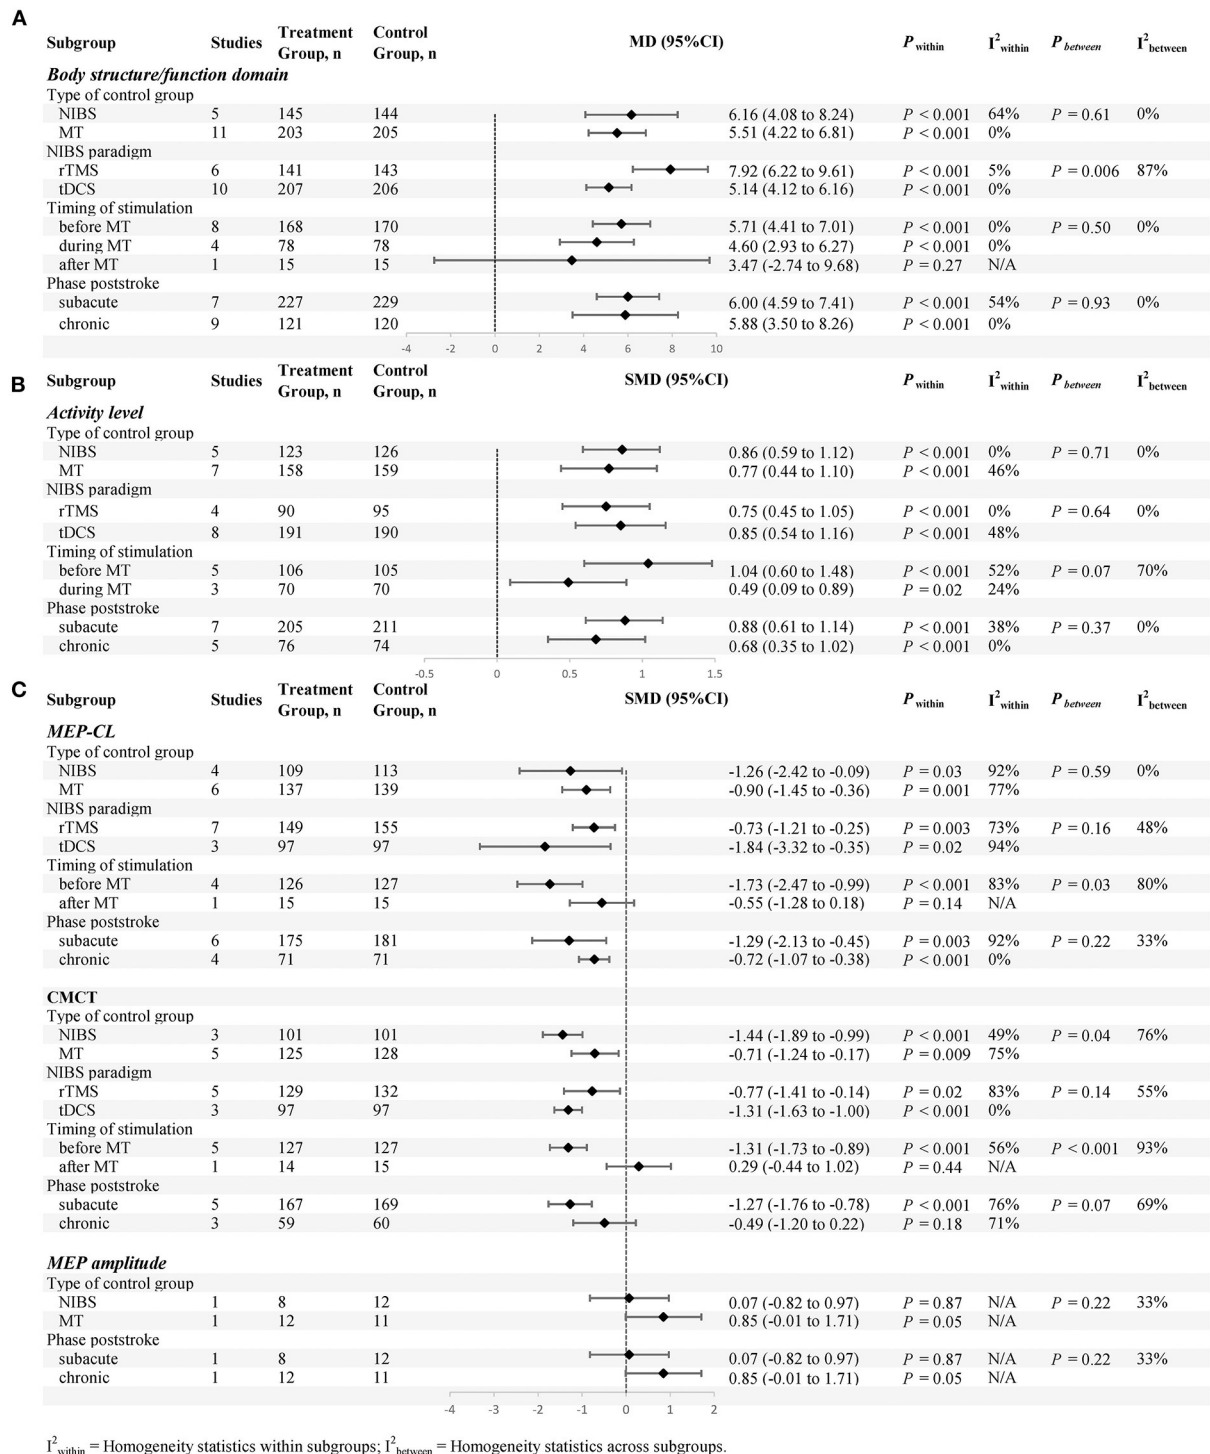 A
Subgroup Studies Treatment Group, n Control Group, n MD (95%CI) P within I² within P between I² between
Body structure/function domain
Type of control group
NIBS 5 145 144 6.16 (4.08 to 8.24) P < 0.001 64% P = 0.61 0%
MT 11 203 205 5.51 (4.22 to 6.81) P < 0.001 0%
NIBS paradigm
rTMS 6 141 143 7.92 (6.22 to 9.61) P < 0.001 5% P = 0.006 87%
tDCS 10 207 206 5.14 (4.12 to 6.16) P < 0.001 0%
Timing of stimulation
before MT 8 168 170 5.71 (4.41 to 7.01) P < 0.001 0% P = 0.50 0%
during MT 4 78 78 4.60 (2.93 to 6.27) P < 0.001 0%
after MT 1 15 15 3.47 (-2.74 to 9.68) P = 0.27 N/A
Phase poststroke
subacute 7 227 229 6.00 (4.59 to 7.41) P < 0.001 54% P = 0.93 0%
chronic 9 121 120 5.88 (3.50 to 8.26) P < 0.001 0%
-4 -2 0 2 4 6 8 10
B
Subgroup Studies Treatment Group, n Control Group, n SMD (95%CI) P within I² within P between I² between
Activity level
Type of control group
NIBS 5 123 126 0.86 (0.59 to 1.12) P < 0.001 0% P = 0.71 0%
MT 7 158 159 0.77 (0.44 to 1.10) P < 0.001 46%
NIBS paradigm
rTMS 4 90 95 0.75 (0.45 to 1.05) P < 0.001 0% P = 0.64 0%
tDCS 8 191 190 0.85 (0.54 to 1.16) P < 0.001 48%
Timing of stimulation
before MT 5 106 105 1.04 (0.60 to 1.48) P < 0.001 52% P = 0.07 70%
during MT 3 70 70 0.49 (0.09 to 0.89) P = 0.02 24%
Phase poststroke
subacute 7 205 211 0.88 (0.61 to 1.14) P < 0.001 38% P = 0.37 0%
chronic 5 76 74 0.68 (0.35 to 1.02) P < 0.001 0%
-0.5 0 0.5 1 1.5
C
Subgroup Studies Treatment Group, n Control Group, n SMD (95%CI) P within I² within P between I² between
MEP-CL
Type of control group
NIBS 4 109 113 -1.26 (-2.42 to -0.09) P = 0.03 92% P = 0.59 0%
MT 6 137 139 -0.90 (-1.45 to -0.36) P = 0.001 77%
NIBS paradigm
rTMS 7 149 155 -0.73 (-1.21 to -0.25) P = 0.003 73% P = 0.16 48%
tDCS 3 97 97 -1.84 (-3.32 to -0.35) P = 0.02 94%
Timing of stimulation
before MT 4 126 127 -1.73 (-2.47 to -0.99) P < 0.001 83% P = 0.03 80%
after MT 1 15 15 -0.55 (-1.28 to 0.18) P = 0.14 N/A
Phase poststroke
subacute 6 175 181 -1.29 (-2.13 to -0.45) P = 0.003 92% P = 0.22 33%
chronic 4 71 71 -0.72 (-1.07 to -0.38) P < 0.001 0%
CMCT
Type of control group
NIBS 3 101 101 -1.44 (-1.89 to -0.99) P < 0.001 49% P = 0.04 76%
MT 5 125 128 -0.71 (-1.24 to -0.17) P = 0.009 75%
NIBS paradigm
rTMS 5 129 132 -0.77 (-1.41 to -0.14) P = 0.02 83% P = 0.14 55%
tDCS 3 97 97 -1.31 (-1.63 to -1.00) P < 0.001 0%
Timing of stimulation
before MT 5 127 127 -1.31 (-1.73 to -0.89) P < 0.001 56% P < 0.001 93%
after MT 1 14 15 0.29 (-0.44 to 1.02) P = 0.44 N/A
Phase poststroke
subacute 5 167 169 -1.27 (-1.76 to -0.78) P < 0.001 76% P = 0.07 69%
chronic 3 59 60 -0.49 (-1.20 to 0.22) P = 0.18 71%
MEP amplitude
Type of control group
NIBS 1 8 12 0.07 (-0.82 to 0.97) P = 0.87 N/A P = 0.22 33%
MT 1 12 11 0.85 (-0.01 to 1.71) P = 0.05 N/A
Phase poststroke
subacute 1 8 12 0.07 (-0.82 to 0.97) P = 0.87 N/A P = 0.22 33%
chronic 1 12 11 0.85 (-0.01 to 1.71) P = 0.05 N/A
-4 -3 -2 -1 0 1 2
I² within = Homogeneity statistics within subgroups; I² between = Homogeneity statistics across subgroups.